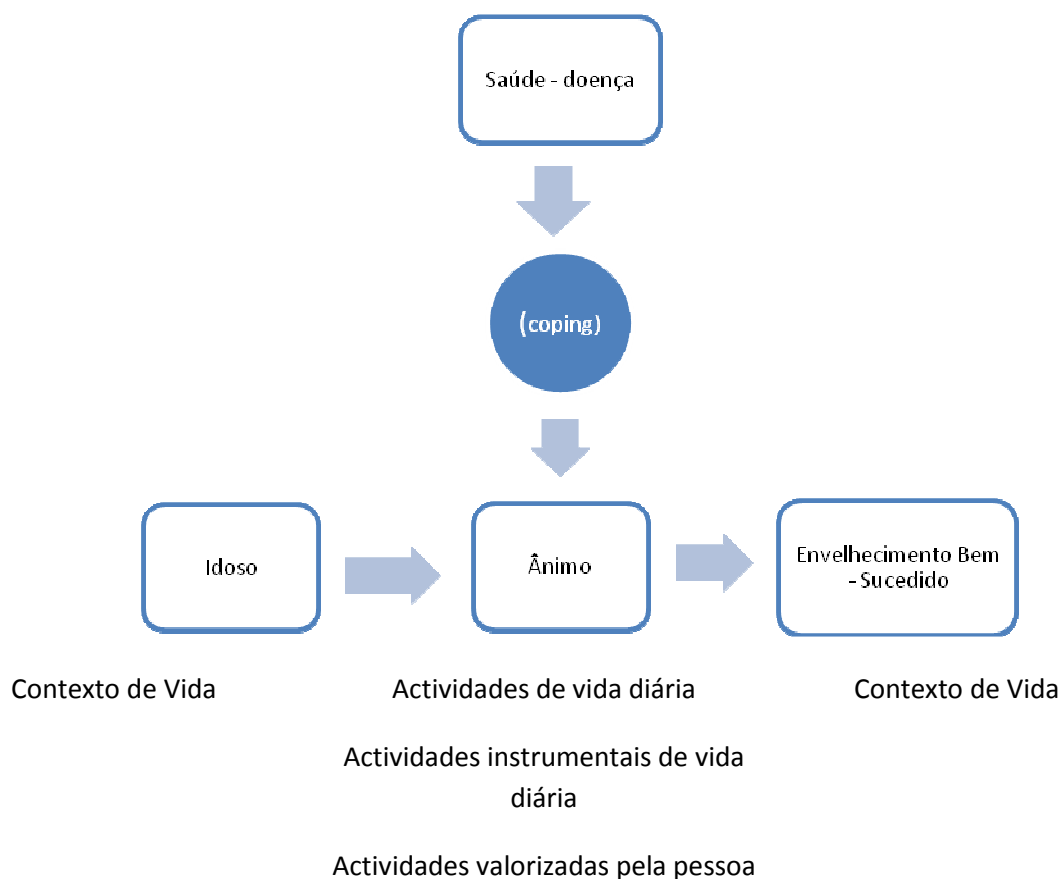 Saúde - doença
(coping)
Idoso
Ânimo
Envelhecimento Bem
- Sucedido
Contexto de Vida
Actividades de vida diária
Contexto de Vida
Actividades instrumentais de vida
diária
Actividades valorizadas pela pessoa